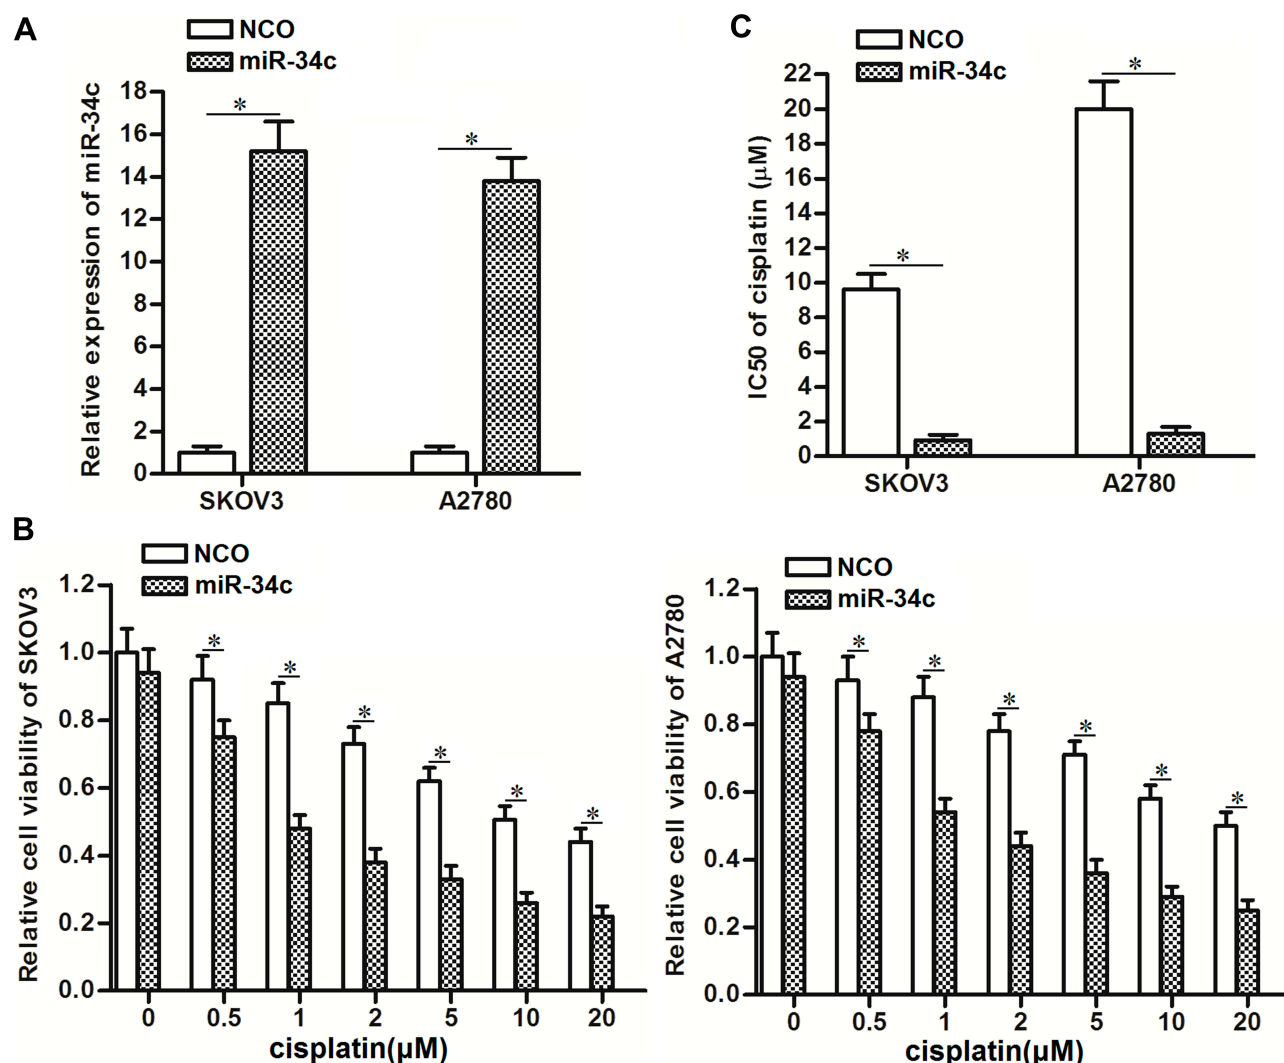 A
NCO
miR-34c
Relative expression of miR-34c
18
16
14
12
10
8
6
4
2
0
*
*
SKOV3
A2780
C
NCO
miR-34c
IC50 of cisplatin (μM)
22
20
18
16
14
12
10
8
6
4
2
0
*
*
SKOV3
A2780
B
NCO
miR-34c
Relative cell viability of SKOV3
1.2
1.0
0.8
0.6
0.4
0.2
0.0
*
*
*
*
*
*
0 0.5 1 2 5 10 20
cisplatin(μM)
NCO
miR-34c
Relative cell viability of A2780
1.2
1.0
0.8
0.6
0.4
0.2
0.0
*
*
*
*
*
*
0 0.5 1 2 5 10 20
cisplatin(μM)